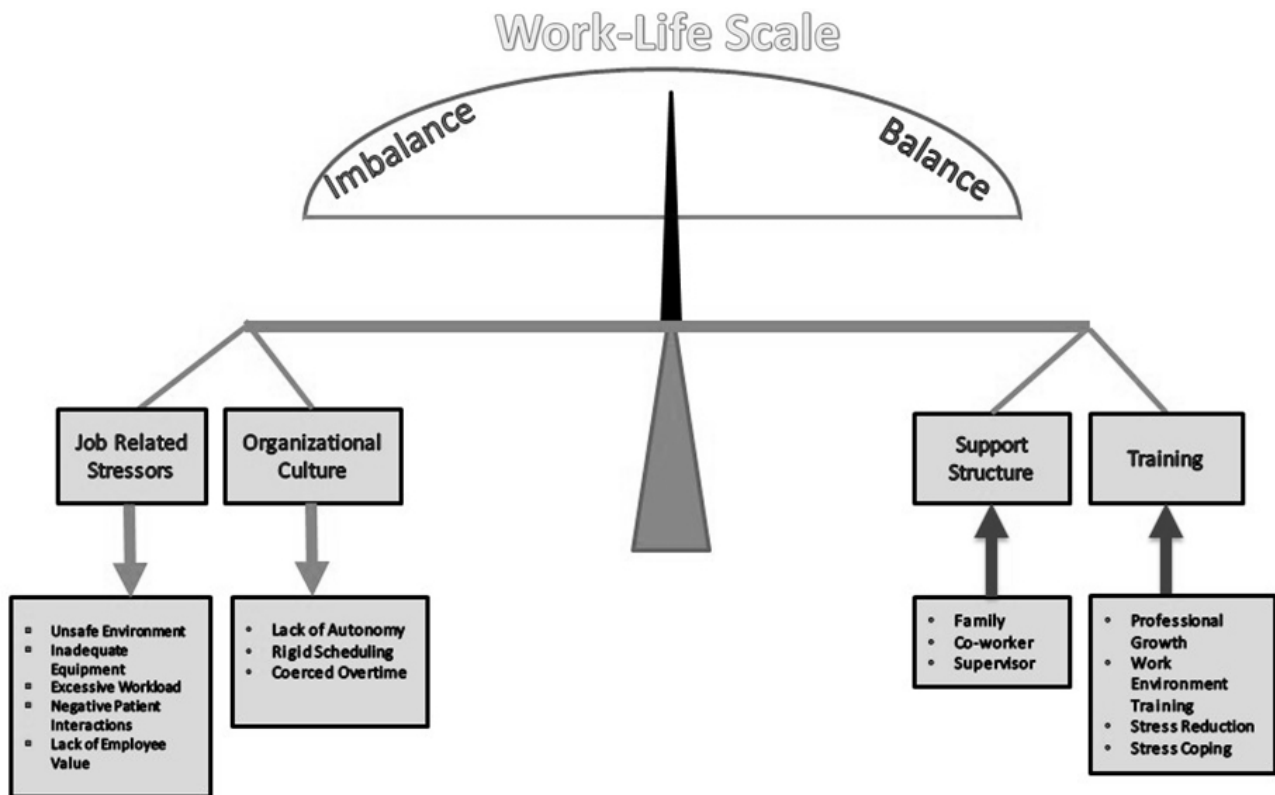 Work-Life Scale
Imbalance
Balance
Job Related
Stressors
Organizational
Culture
Support
Structure
Training
▫ Unsafe Environment
▫ Inadequate
Equipment
▫ Excessive Workload
▫ Negative Patient
Interactions
▫ Lack of Employee
Value
• Lack of Autonomy
• Rigid Scheduling
• Coerced Overtime
• Family
• Co-worker
• Supervisor
• Professional
Growth
• Work
Environment
Training
• Stress Reduction
• Stress Coping